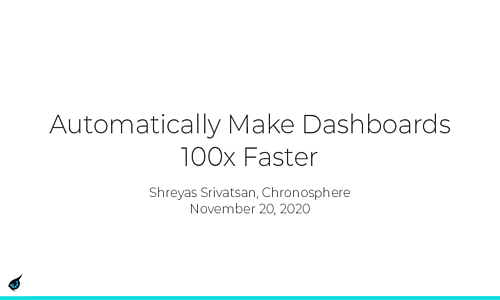 Automatically Make Dashboards
100x Faster
Shreyas Srivatsan, Chronosphere
November 20, 2020